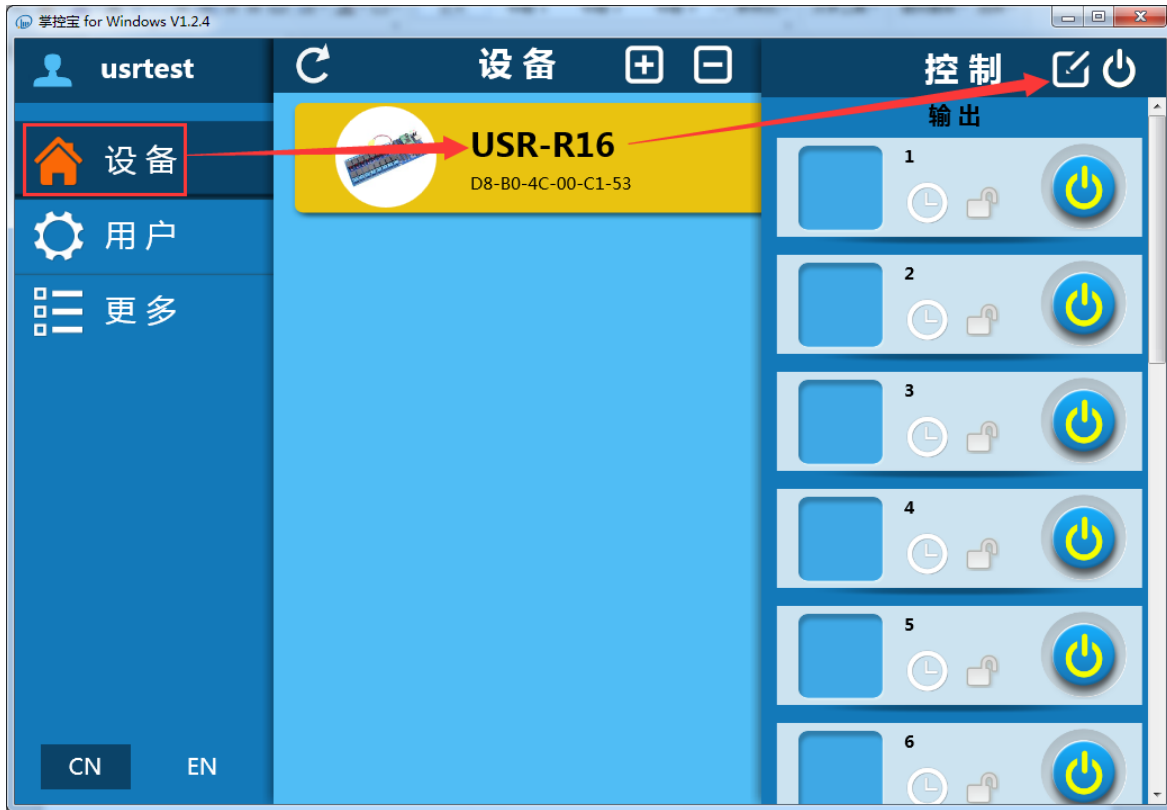 掌控宝 for Windows V1.2.4
usrtest
设备
用户
更多
CN
EN
设备
USR-R16
D8-B0-4C-00-C1-53
控制
输出
1
2
3
4
5
6